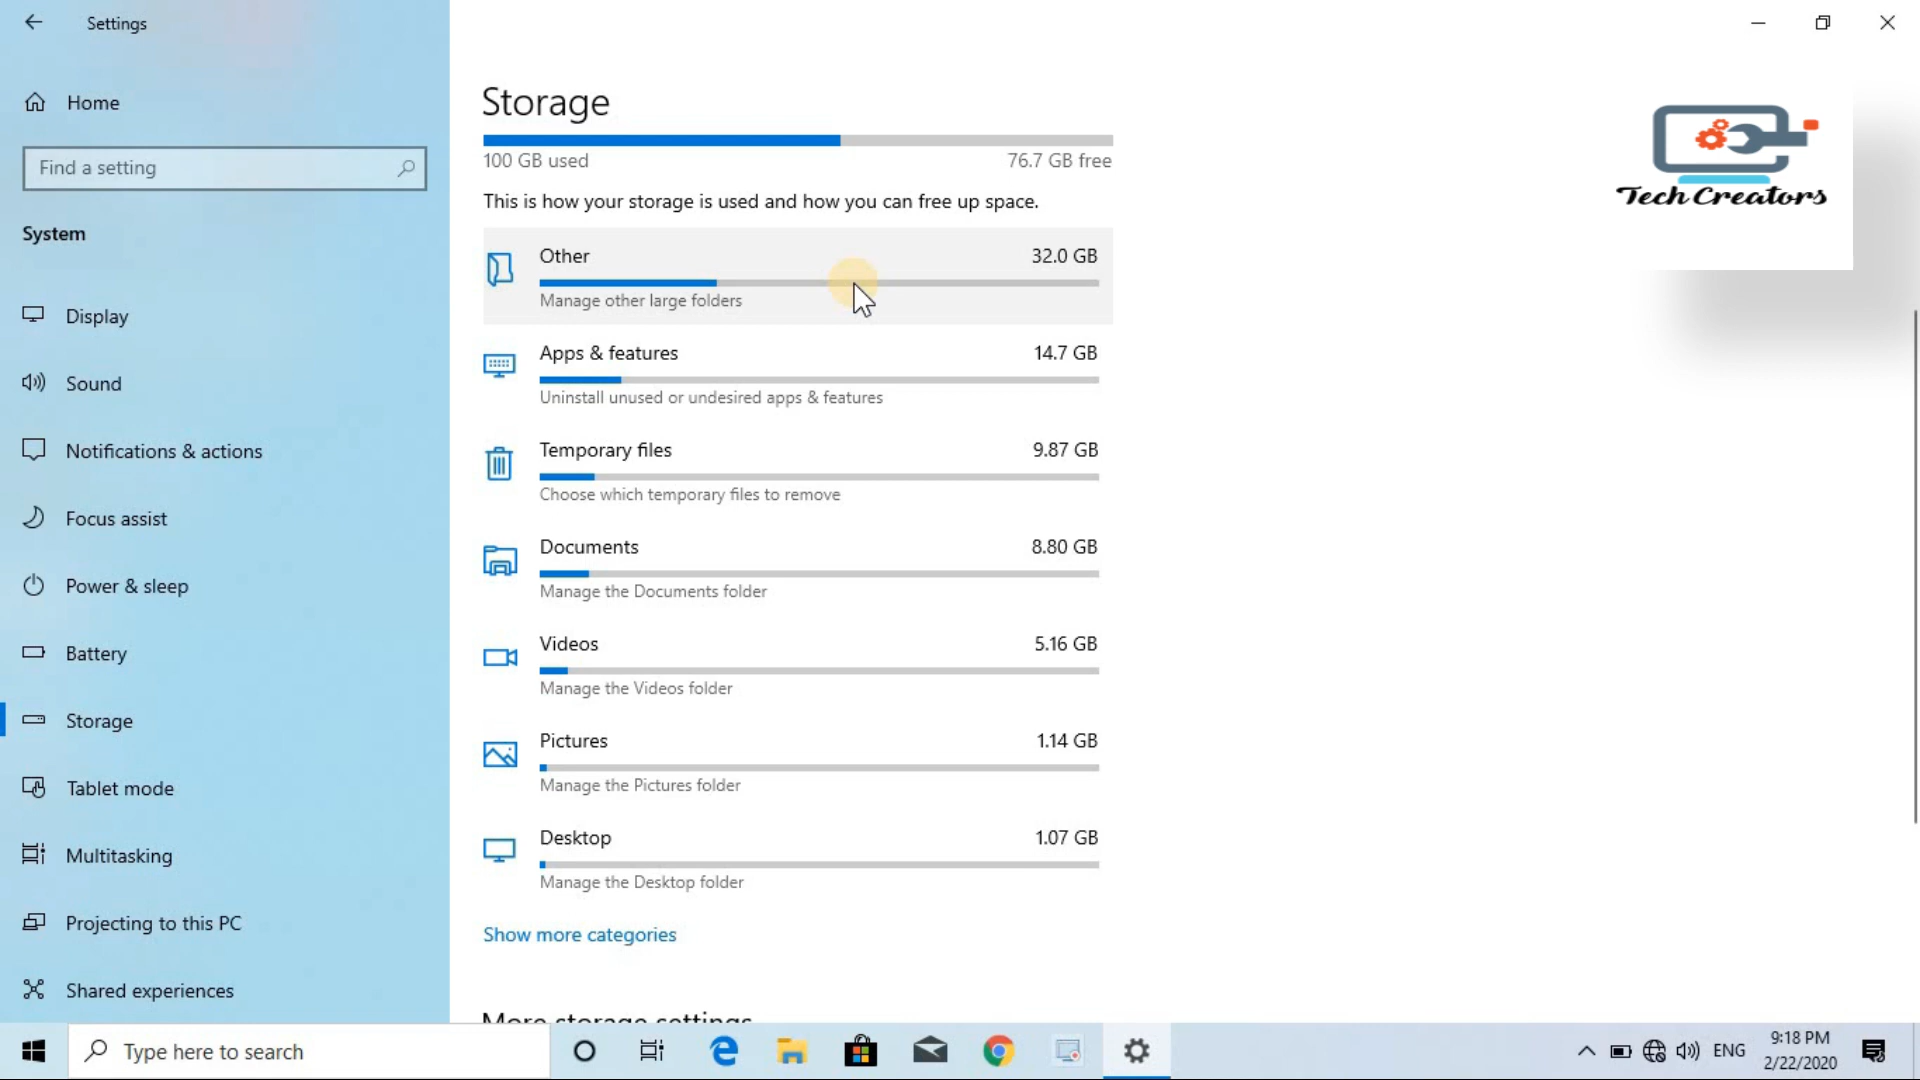 Settings
Home
Find a setting
System
Display
Sound
Notifications & actions
Focus assist
Power & sleep
Battery
Storage
Tablet mode
Multitasking
Projecting to this PC
Shared experiences
Storage
100 GB used 76.7 GB free
This is how your storage is used and how you can free up space.
Other 32.0 GB
Manage other large folders
Apps & features 14.7 GB
Uninstall unused or undesired apps & features
Temporary files 9.87 GB
Choose which temporary files to remove
Documents 8.80 GB
Manage the Documents folder
Videos 5.16 GB
Manage the Videos folder
Pictures 1.14 GB
Manage the Pictures folder
Desktop 1.07 GB
Manage the Desktop folder
Show more categories
More storage settings
Tech Creators
Type here to search
ENG
9:18 PM
2/22/2020